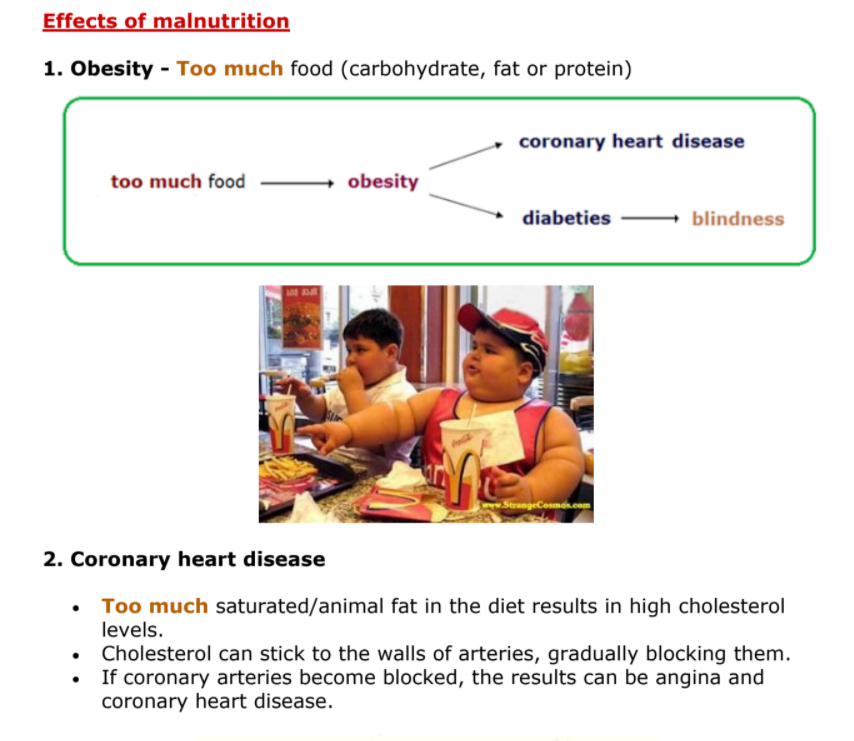 Effects of malnutrition
1. Obesity - Too much food (carbohydrate, fat or protein)
coronary heart disease
too much food → obesity
diabeties → blindness
www.StrangeCosmos.com
2. Coronary heart disease
• Too much saturated/animal fat in the diet results in high cholesterol
levels.
• Cholesterol can stick to the walls of arteries, gradually blocking them.
• If coronary arteries become blocked, the results can be angina and
coronary heart disease.